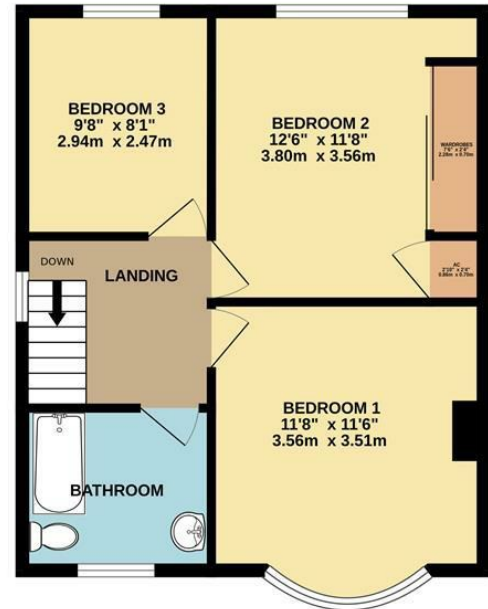 BEDROOM 3
9'8" x 8'1"
2.94m x 2.47m
BEDROOM 2
12'6" x 11'8"
3.80m x 3.56m
WARDROBES
DOWN
LANDING
AC
BEDROOM 1
11'8" x 11'6"
3.56m x 3.51m
BATHROOM